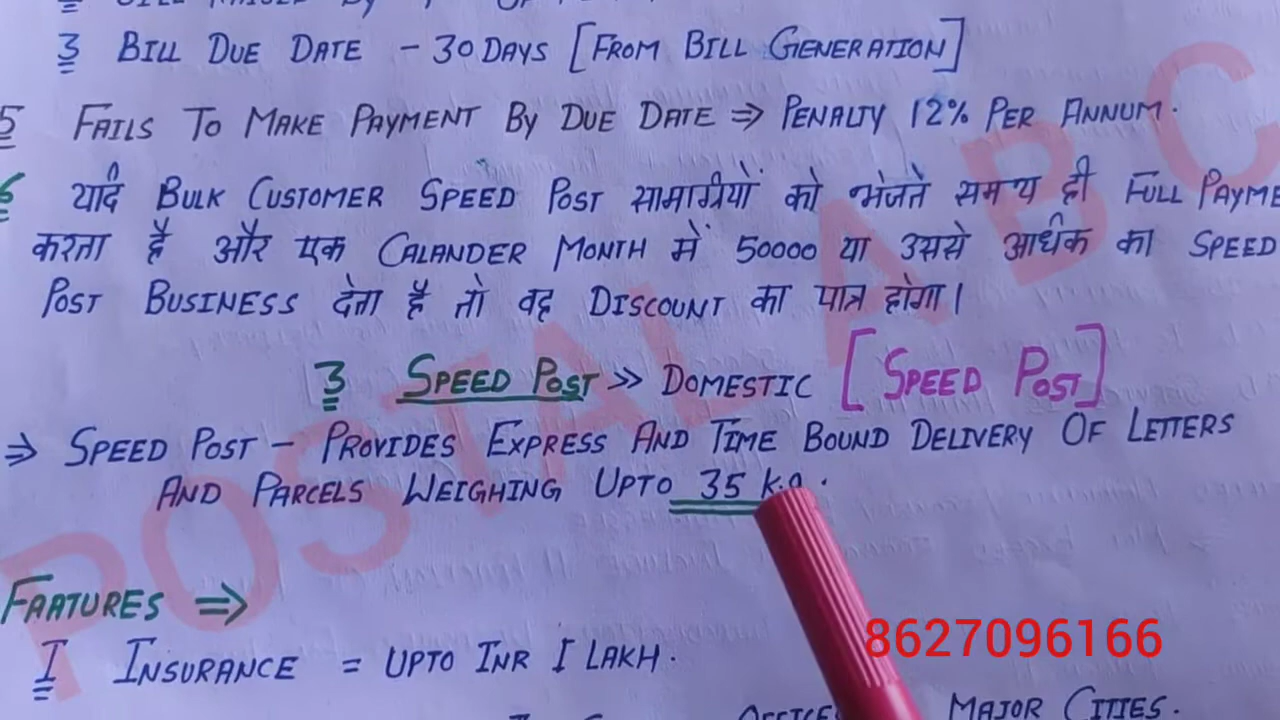 3 BILL DUE DATE - 30 DAYS [FROM BILL GENERATION]
5 FAILS TO MAKE PAYMENT BY DUE DATE ⇒ PENALTY 12% PER ANNUM.
6 यदि BULK CUSTOMER SPEED POST सामाग्रीयों को भेजते समय ही FULL PAYME
करता है और एक CALANDER MONTH में 50000 या उससे अधिक का SPEED
POST BUSINESS देता है तो वह DISCOUNT का पात्र होगा।
3 SPEED POST >> DOMESTIC [SPEED POST]
⇒ SPEED POST - PROVIDES EXPRESS AND TIME BOUND DELIVERY OF LETTERS
AND PARCELS WEIGHING UPTO 35 K.g.
FAATURES ⇒
I INSURANCE = UPTO INR I LAKH.
8627096166
MAJOR CITIES.
POSTAL ABC